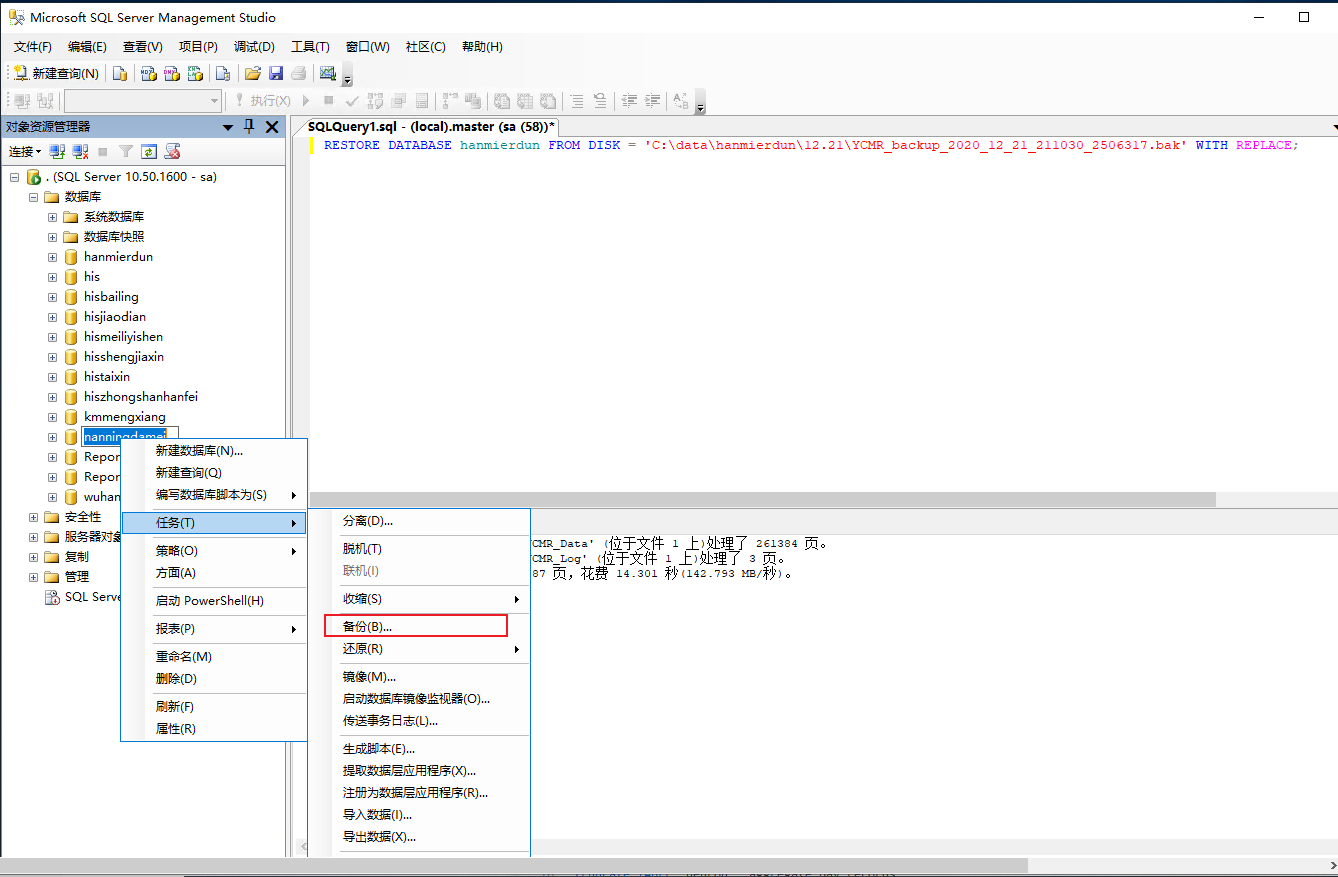 Microsoft SQL Server Management Studio
文件(F) 编辑(E) 查看(V) 项目(P) 调试(D) 工具(T) 窗口(W) 社区(C) 帮助(H)
新建查询(N)
执行(X)
对象资源管理器
SQLQuery1.sql - (local).master (sa (58))*
连接
RESTORE DATABASE hanmierdun FROM DISK = 'C:\data\hanmierdun\12.21\YCMR_backup_2020_12_21_211030_2506317.bak' WITH REPLACE;
. (SQL Server 10.50.1600 - sa)
数据库
系统数据库
数据库快照
hanmierdun
his
hisbailing
hisjiaodian
hismeiliyishen
hisshengjiaxin
histaixin
hiszhongshanhanfei
kmmengxiang
nanningdamei
Repor
Repor
wuhan
安全性
服务器对象
复制
管理
SQL Serve
新建数据库(N)...
新建查询(Q)
编写数据库脚本为(S)
任务(T)
策略(O)
方面(A)
启动 PowerShell(H)
报表(P)
重命名(M)
删除(D)
刷新(F)
属性(R)
分离(D)...
脱机(T)
联机(I)
收缩(S)
备份(B)...
还原(R)
镜像(M)...
启动数据库镜像监视器(O)...
传送事务日志(L)...
生成脚本(E)...
提取数据层应用程序(X)...
注册为数据层应用程序(R)...
导入数据(I)...
导出数据(X)...
CMR_Data' (位于文件 1 上)处理了 261384 页。
CMR_Log' (位于文件 1 上)处理了 3 页。
87 页，花费 14.301 秒(142.793 MB/秒)。